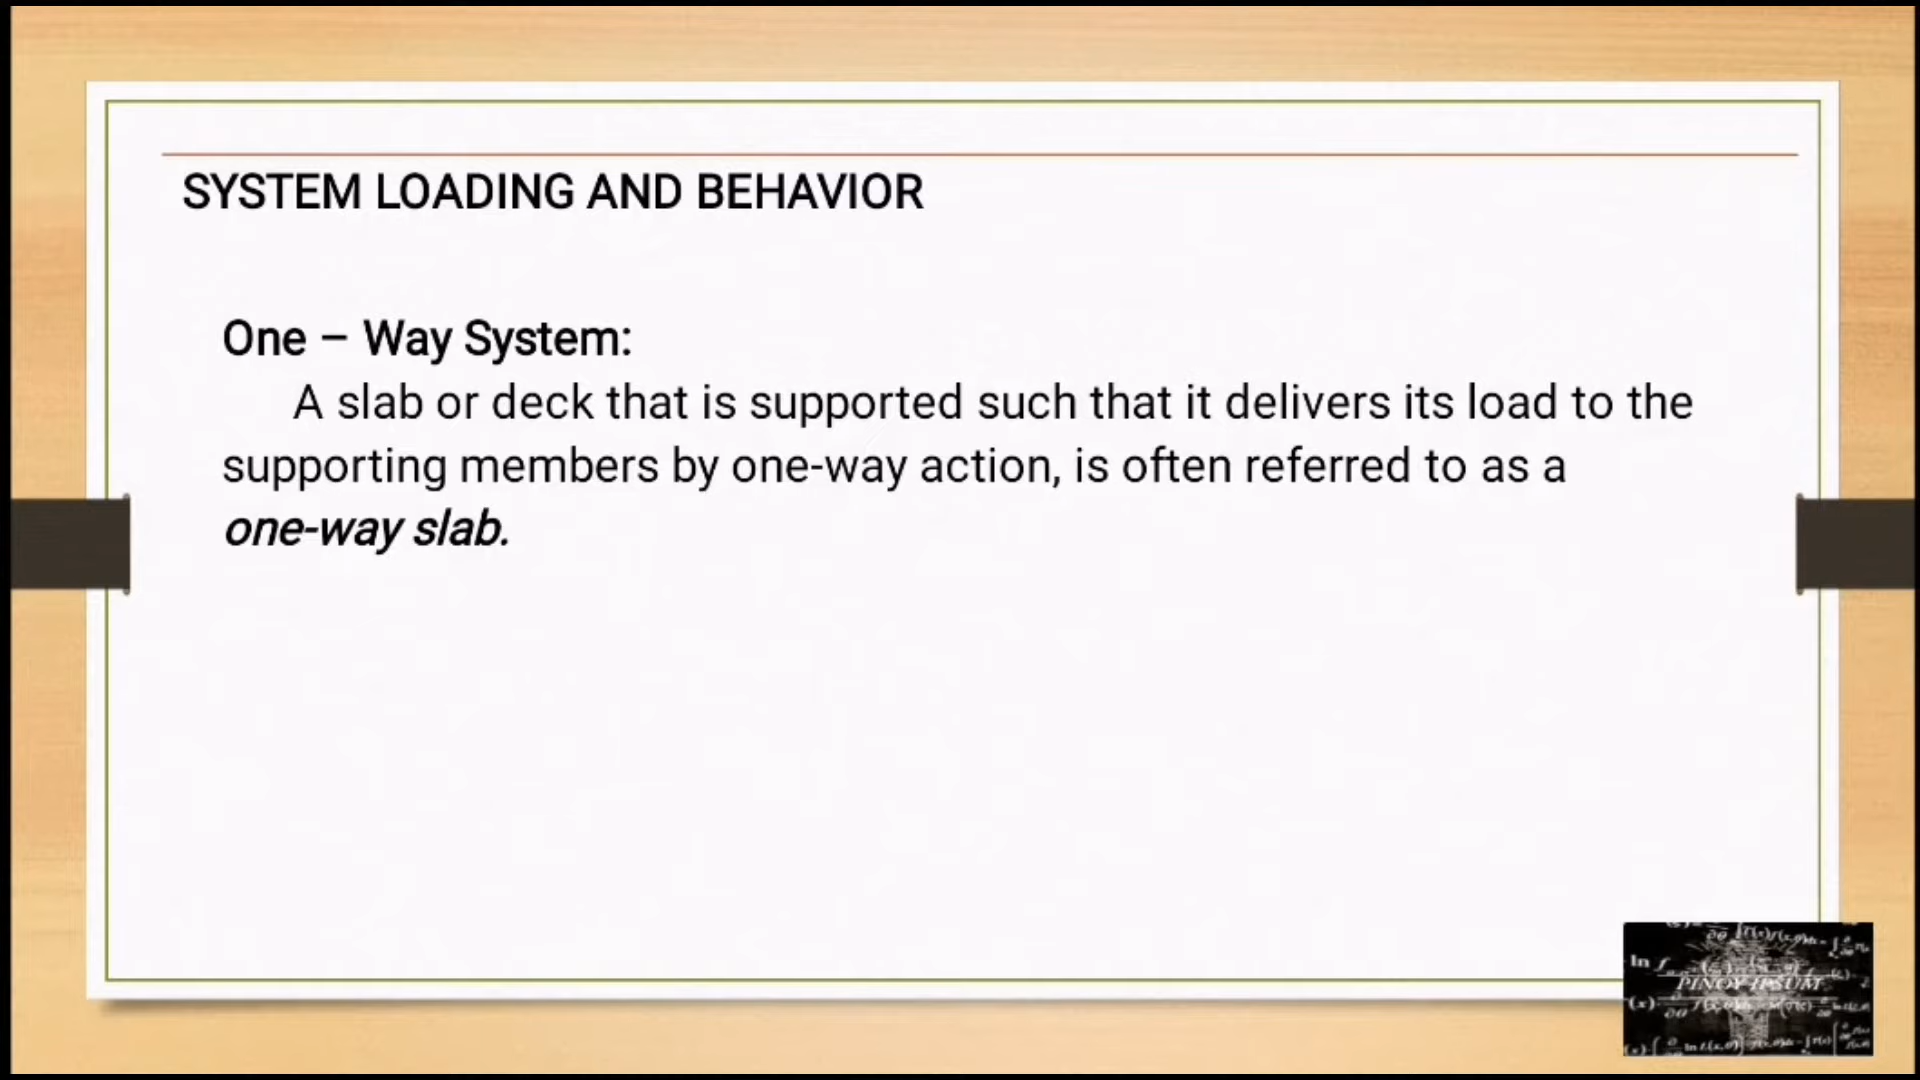 SYSTEM LOADING AND BEHAVIOR
One – Way System:
A slab or deck that is supported such that it delivers its load to the
supporting members by one-way action, is often referred to as a
one-way slab.
PINOY IPSUM